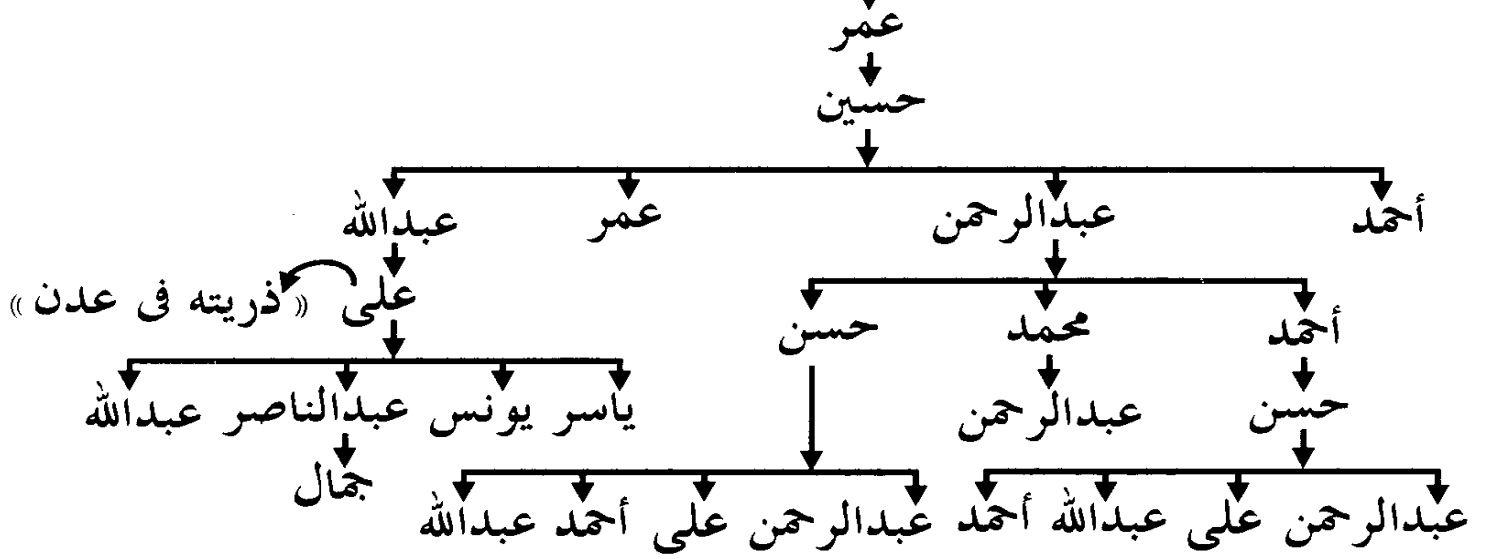 عمر
حسين
أحمد عبدالرحمن عمر عبدالله
على « ذريته فى عدن »
أحمد محمد حسن
ياسر يونس عبدالناصر عبدالله
حسن عبدالرحمن
جمال
عبدالرحمن على عبدالله أحمد عبدالرحمن على أحمد عبدالله